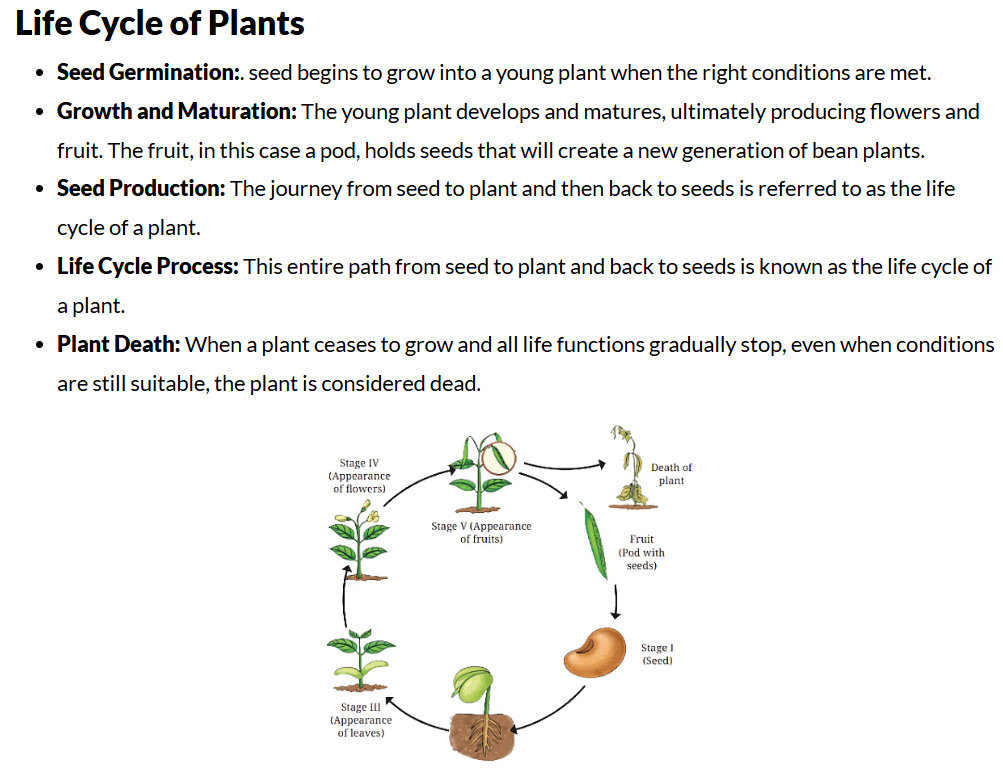 Life Cycle of Plants
• Seed Germination:. seed begins to grow into a young plant when the right conditions are met.
• Growth and Maturation: The young plant develops and matures, ultimately producing flowers and
fruit. The fruit, in this case a pod, holds seeds that will create a new generation of bean plants.
• Seed Production: The journey from seed to plant and then back to seeds is referred to as the life
cycle of a plant.
• Life Cycle Process: This entire path from seed to plant and back to seeds is known as the life cycle of
a plant.
• Plant Death: When a plant ceases to grow and all life functions gradually stop, even when conditions
are still suitable, the plant is considered dead.
Stage IV
(Appearance
of flowers)
Stage V (Appearance
of fruits)
Death of
plant
Fruit
(Pod with
seeds)
Stage I
(Seed)
Stage III
(Appearance
of leaves)